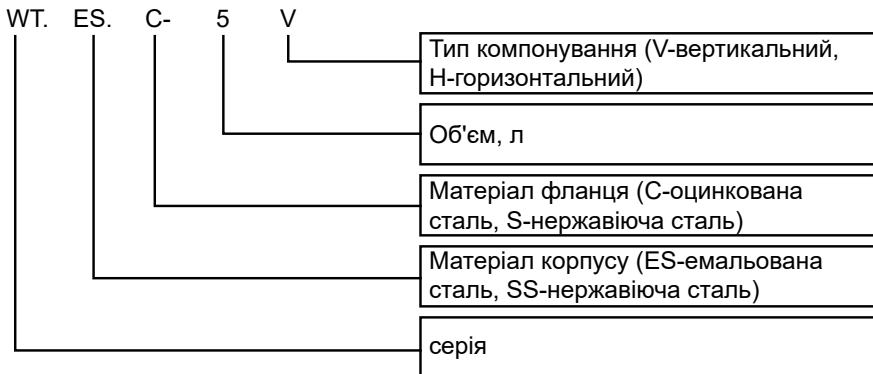 WT. ES. C- 5 V
Тип компонування (V-вертикальний,
Н-горизонтальний)
Об'єм, л
Матеріал фланця (С-оцинкована
сталь, S-нержавіюча сталь)
Матеріал корпусу (ES-емальована
сталь, SS-нержавіюча сталь)
серія